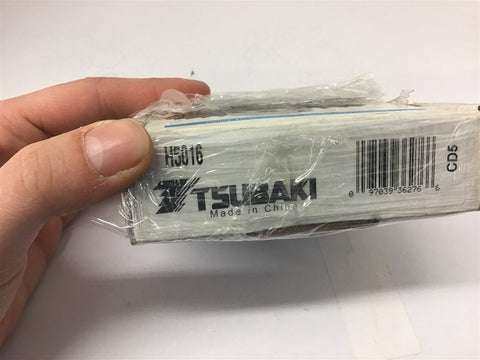 H5016
TSUBAKI
Made in China
0 97039 36276 6
CD5